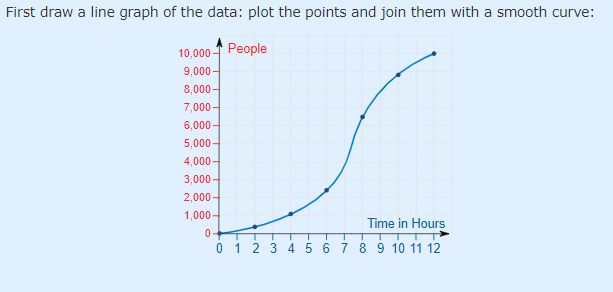 First draw a line graph of the data: plot the points and join them with a smooth curve:
People
10,000
9,000
8,000
7,000
6,000
5,000
4,000
3,000
2,000
1,000
0
Time in Hours
0 1 2 3 4 5 6 7 8 9 10 11 12